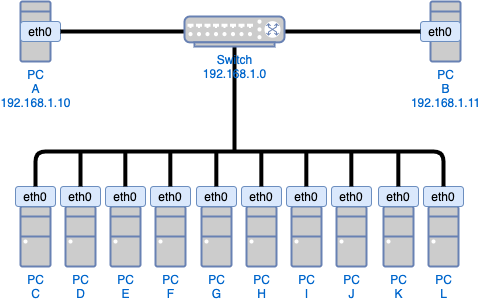 eth0
eth0
Switch
192.168.1.0
PC
A
192.168.1.10
PC
B
192.168.1.11
eth0 eth0 eth0 eth0 eth0 eth0 eth0 eth0 eth0 eth0
PC PC PC PC PC PC PC PC PC PC
C D E F G H I J K L